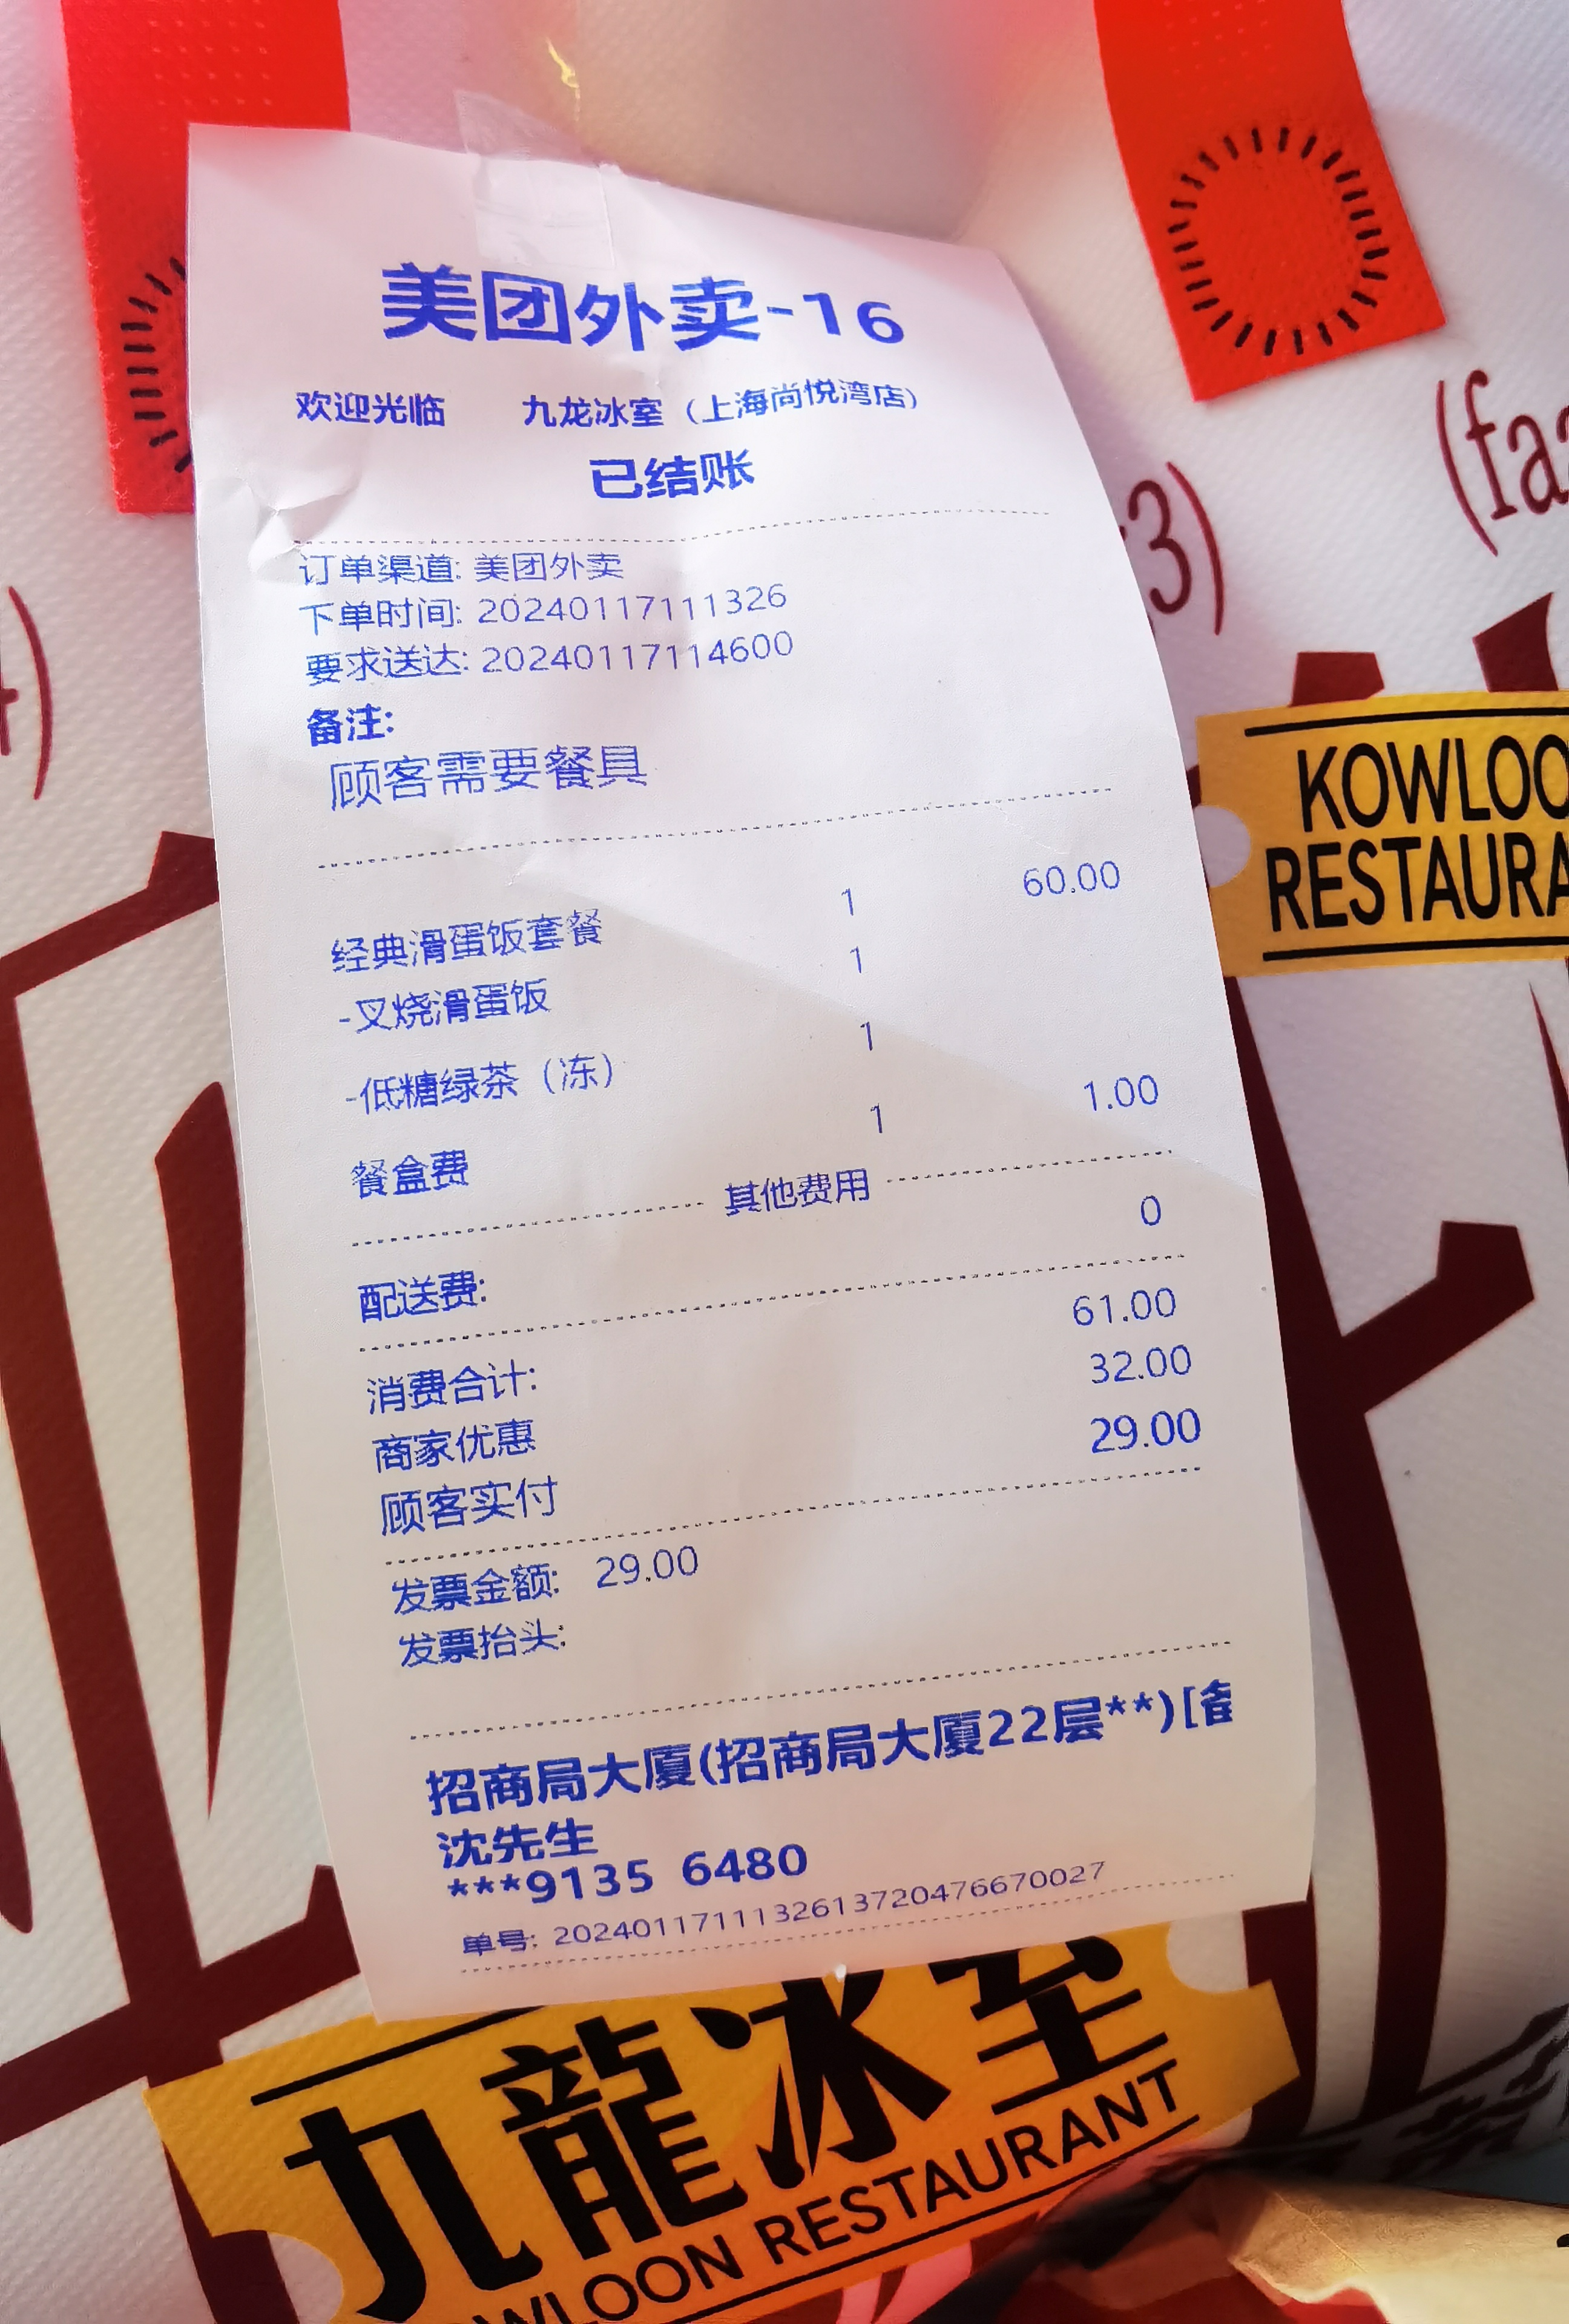 美团外卖-16
欢迎光临 九龙冰室（上海尚悦湾店）
已结账
订单渠道: 美团外卖
下单时间: 20240117111326
要求送达: 20240117114600
备注:
顾客需要餐具
经典滑蛋饭套餐 1 60.00
-叉烧滑蛋饭 1
-低糖绿茶（冻） 1
餐盒费 1 1.00
其他费用
配送费: 0
消费合计: 61.00
商家优惠 32.00
顾客实付 29.00
发票金额: 29.00
发票抬头:
招商局大厦(招商局大厦22层**)[
沈先生
***9135 6480
单号: 2024011711132613720476670027
3)
(fa
KOWLOO
RESTAURA
九龍冰室
WLOON RESTAURANT